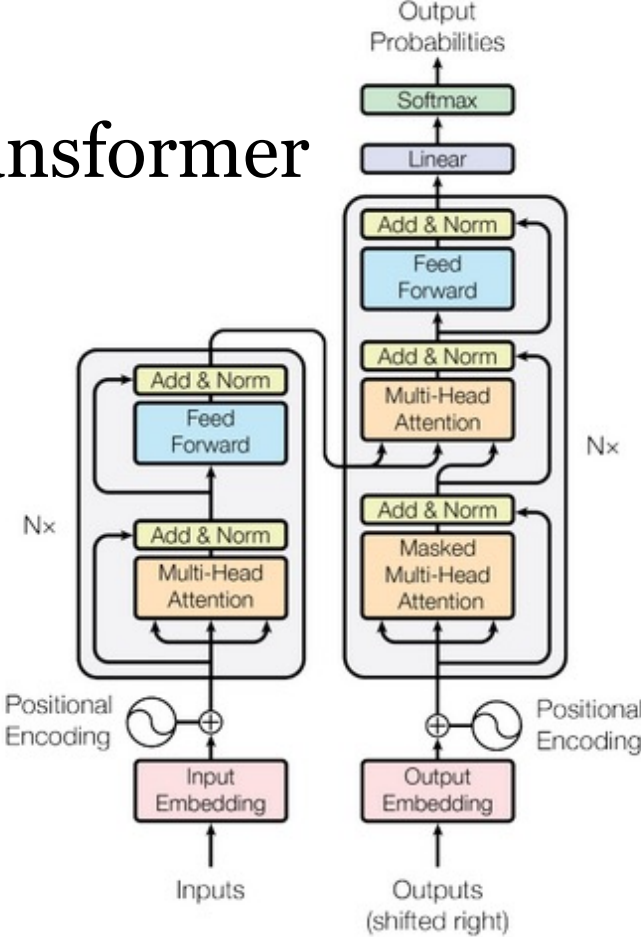 Output
Probabilities
Softmax
Linear
Add & Norm
Feed
Forward
Add & Norm
Multi-Head
Attention
Add & Norm
Masked
Multi-Head
Attention
Nx
Positional
Encoding
Output
Embedding
Outputs
(shifted right)
nsformer
Add & Norm
Feed
Forward
Add & Norm
Multi-Head
Attention
Nx
Positional
Encoding
Input
Embedding
Inputs